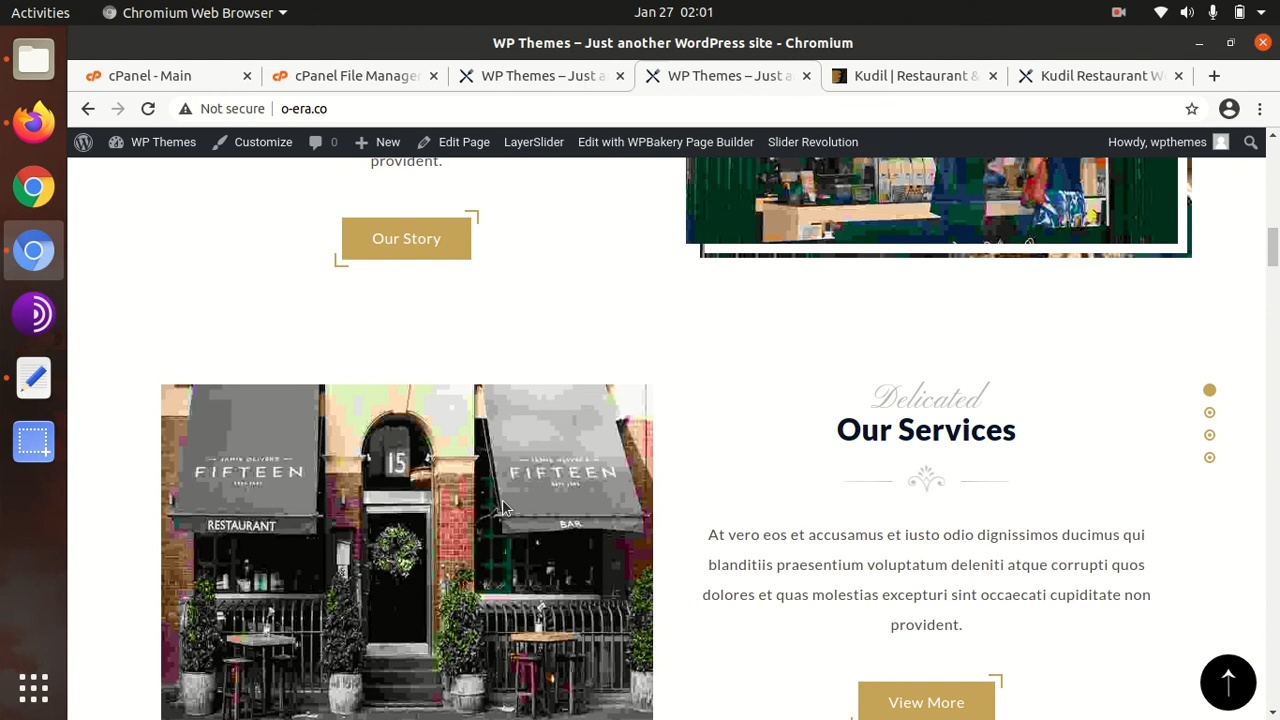 Activities
Chromium Web Browser
Jan 27 02:01
WP Themes – Just another WordPress site - Chromium
cPanel - Main
cPanel File Manage
WP Themes – Just a
WP Themes – Just a
Kudil | Restaurant &
Kudil Restaurant W
Not secure
o-era.co
WP Themes
Customize
0
New
Edit Page
LayerSlider
Edit with WPBakery Page Builder
Slider Revolution
Howdy, wpthemes
provident.
Our Story
Delicated
Our Services
JAMIE OLIVER'S
FIFTEEN
15
FIFTEEN
RESTAURANT
BAR
At vero eos et accusamus et iusto odio dignissimos ducimus qui
blanditiis praesentium voluptatum deleniti atque corrupti quos
dolores et quas molestias excepturi sint occaecati cupiditate non
provident.
View More